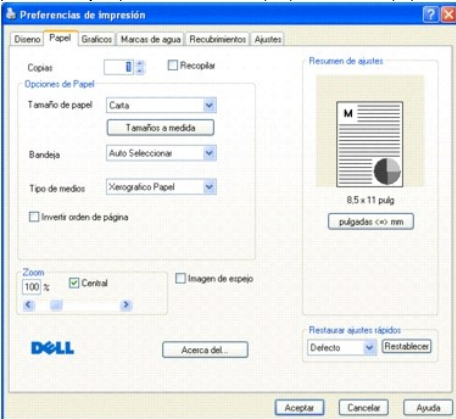 Preferencias de impresión
Diseno Papel Graficos Marcas de agua Recubrimientos Ajustes
Copias 1 Recopilar
Opciones de Papel
Tamaño de papel Carta
Tamaños a medida
Bandeja Auto Seleccionar
Tipo de medios Xerografico Papel
Invertir orden de página
Zoom
100 % Central
Imagen de espejo
DELL
Acerca del...
Resumen de ajustes
M
8,5 x 11 pulg
pulgadas <=> mm
Restaurar ajustes rápidos
Defecto Restablecer
Aceptar Cancelar Ayuda